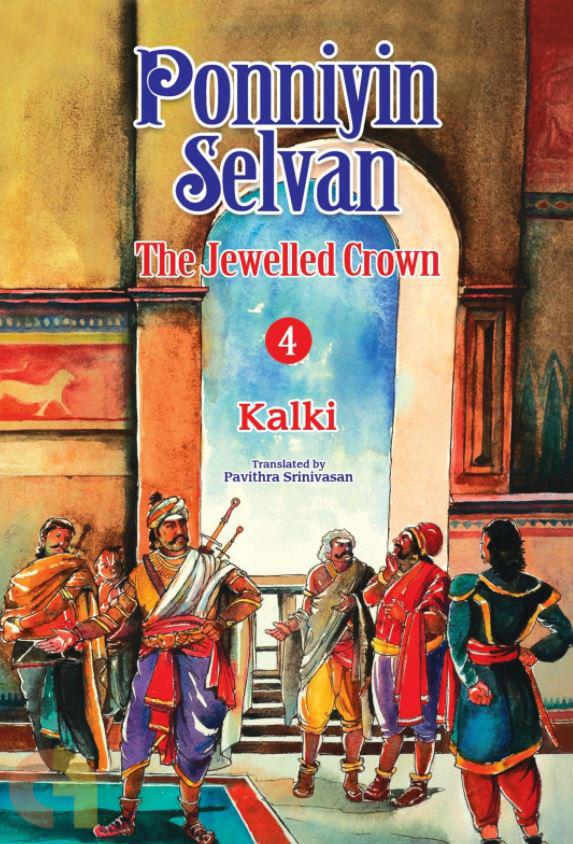 Ponniyin
Selvan
The Jewelled Crown
4
Kalki
Translated by
Pavithra Srinivasan